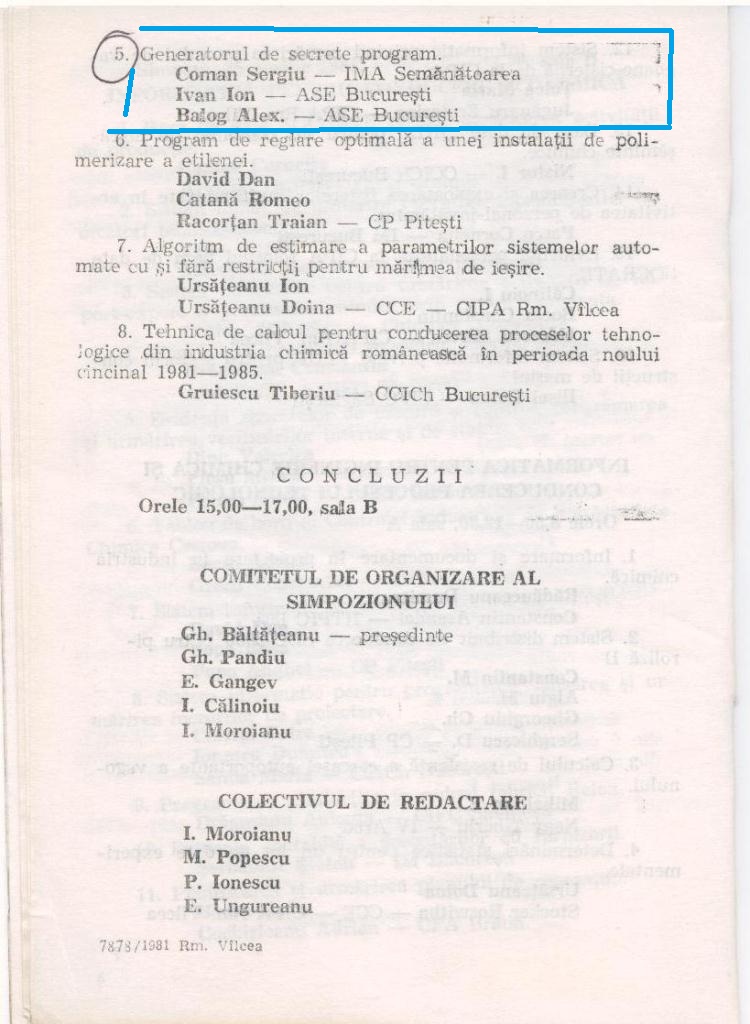 5. Generatorul de secrete program.
Coman Sergiu — IMA Semănătoarea
Ivan Ion — ASE București
Balog Alex. — ASE București
6. Program de reglare optimală a unei instalații de poli-
merizare a etilenei.
David Dan
Catană Romeo
Racorțan Traian — CP Pitești
7. Algoritm de estimare a parametrilor sistemelor auto-
mate cu și fără restricții pentru mărimea de ieșire.
Ursățeanu Ion
Ursățeanu Doina — CCE — CIPA Rm. Vîlcea
8. Tehnica de calcul pentru conducerea proceselor tehno-
logice din industria chimică românească în perioada noului
cincinal 1981—1985.
Gruiescu Tiberiu — CCICh București
CONCLUZII
Orele 15,00—17,00, sala B
COMITETUL DE ORGANIZARE AL
SIMPOZIONULUI
Gh. Băltățeanu — președinte
Gh. Pandiu
E. Gangev
I. Călinoiu
I. Moroianu
COLECTIVUL DE REDACTARE
I. Moroianu
M. Popescu
P. Ionescu
E. Ungureanu
7878/1981 Rm. Vîlcea